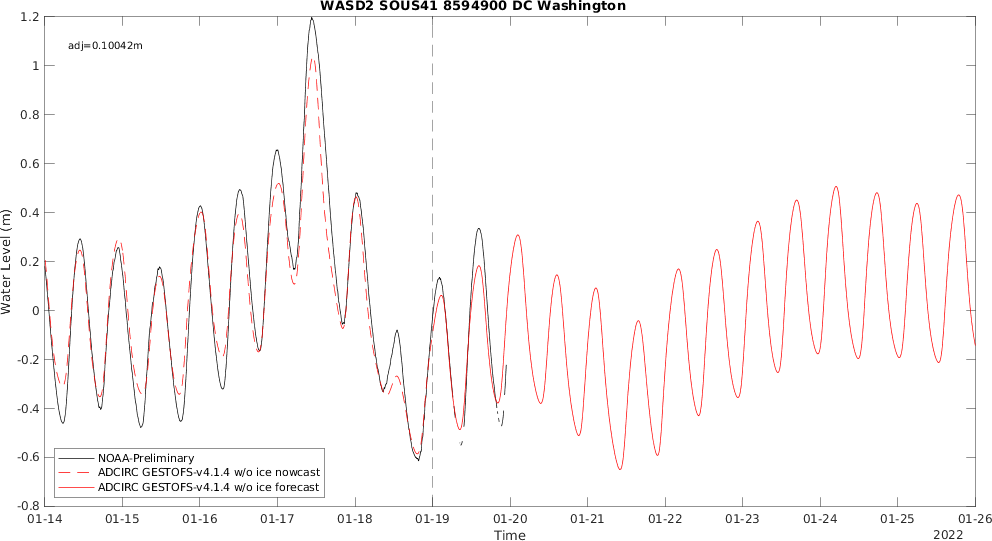 WASD2 SOUS41 8594900 DC Washington
adj=0.10042m
1.2
1
0.8
0.6
0.4
0.2
0
-0.2
-0.4
-0.6
-0.8
Water Level (m)
NOAA-Preliminary
ADCIRC GESTOFS-v4.1.4 w/o ice nowcast
ADCIRC GESTOFS-v4.1.4 w/o ice forecast
01-14 01-15 01-16 01-17 01-18 01-19 01-20 01-21 01-22 01-23 01-24 01-25 01-26
Time
2022